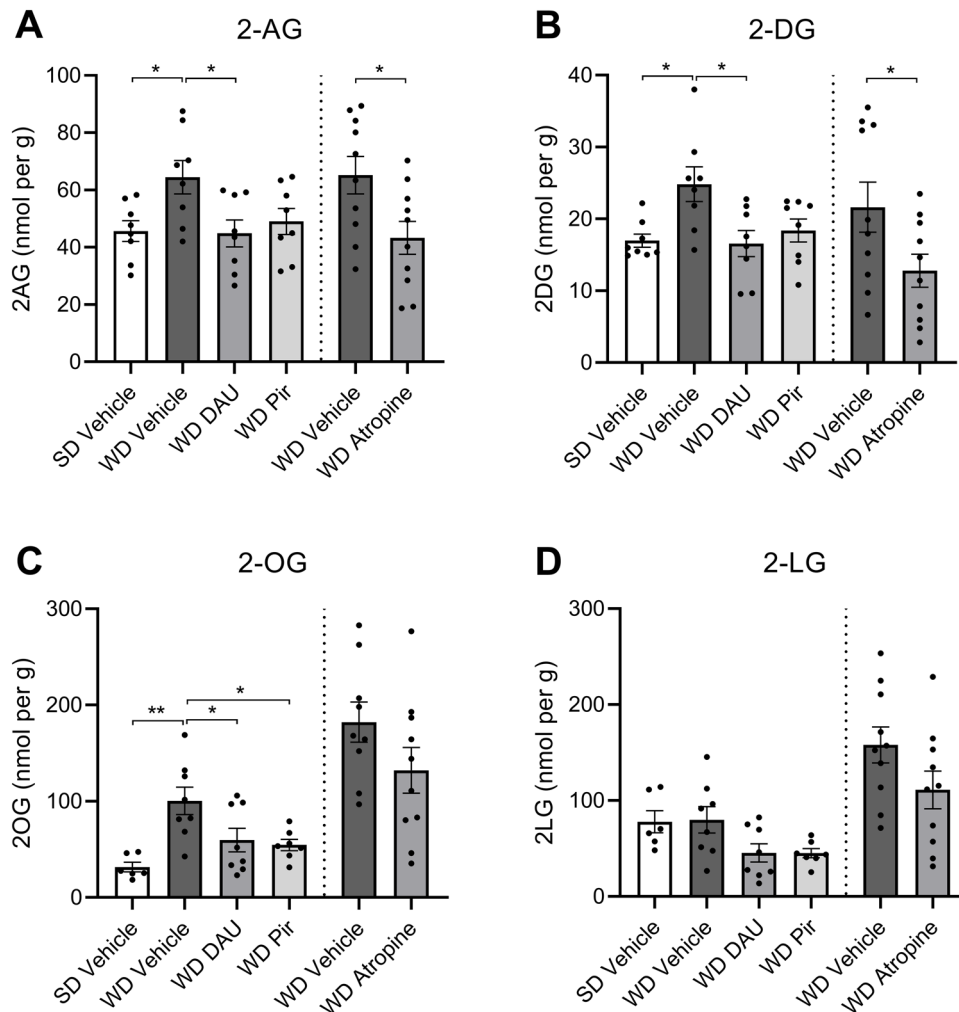 A
2-AG
2AG (nmol per g)
100
80
60
40
20
0
*
*
*
SD Vehicle
WD Vehicle
WD DAU
WD Pir
WD Vehicle
WD Atropine
B
2-DG
2DG (nmol per g)
40
30
20
10
0
*
*
*
SD Vehicle
WD Vehicle
WD DAU
WD Pir
WD Vehicle
WD Atropine
C
2-OG
2OG (nmol per g)
300
200
100
0
**
*
*
SD Vehicle
WD Vehicle
WD DAU
WD Pir
WD Vehicle
WD Atropine
D
2-LG
2LG (nmol per g)
300
200
100
0
SD Vehicle
WD Vehicle
WD DAU
WD Pir
WD Vehicle
WD Atropine